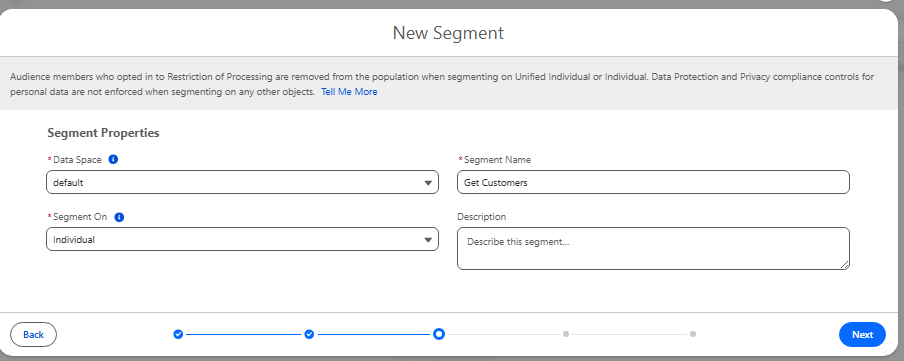 New Segment
Audience members who opted in to Restriction of Processing are removed from the population when segmenting on Unified Individual or Individual. Data Protection and Privacy compliance controls for
personal data are not enforced when segmenting on any other objects. Tell Me More
Segment Properties
*Data Space
default
*Segment Name
Get Customers
*Segment On
Individual
Description
Describe this segment...
Back
Next